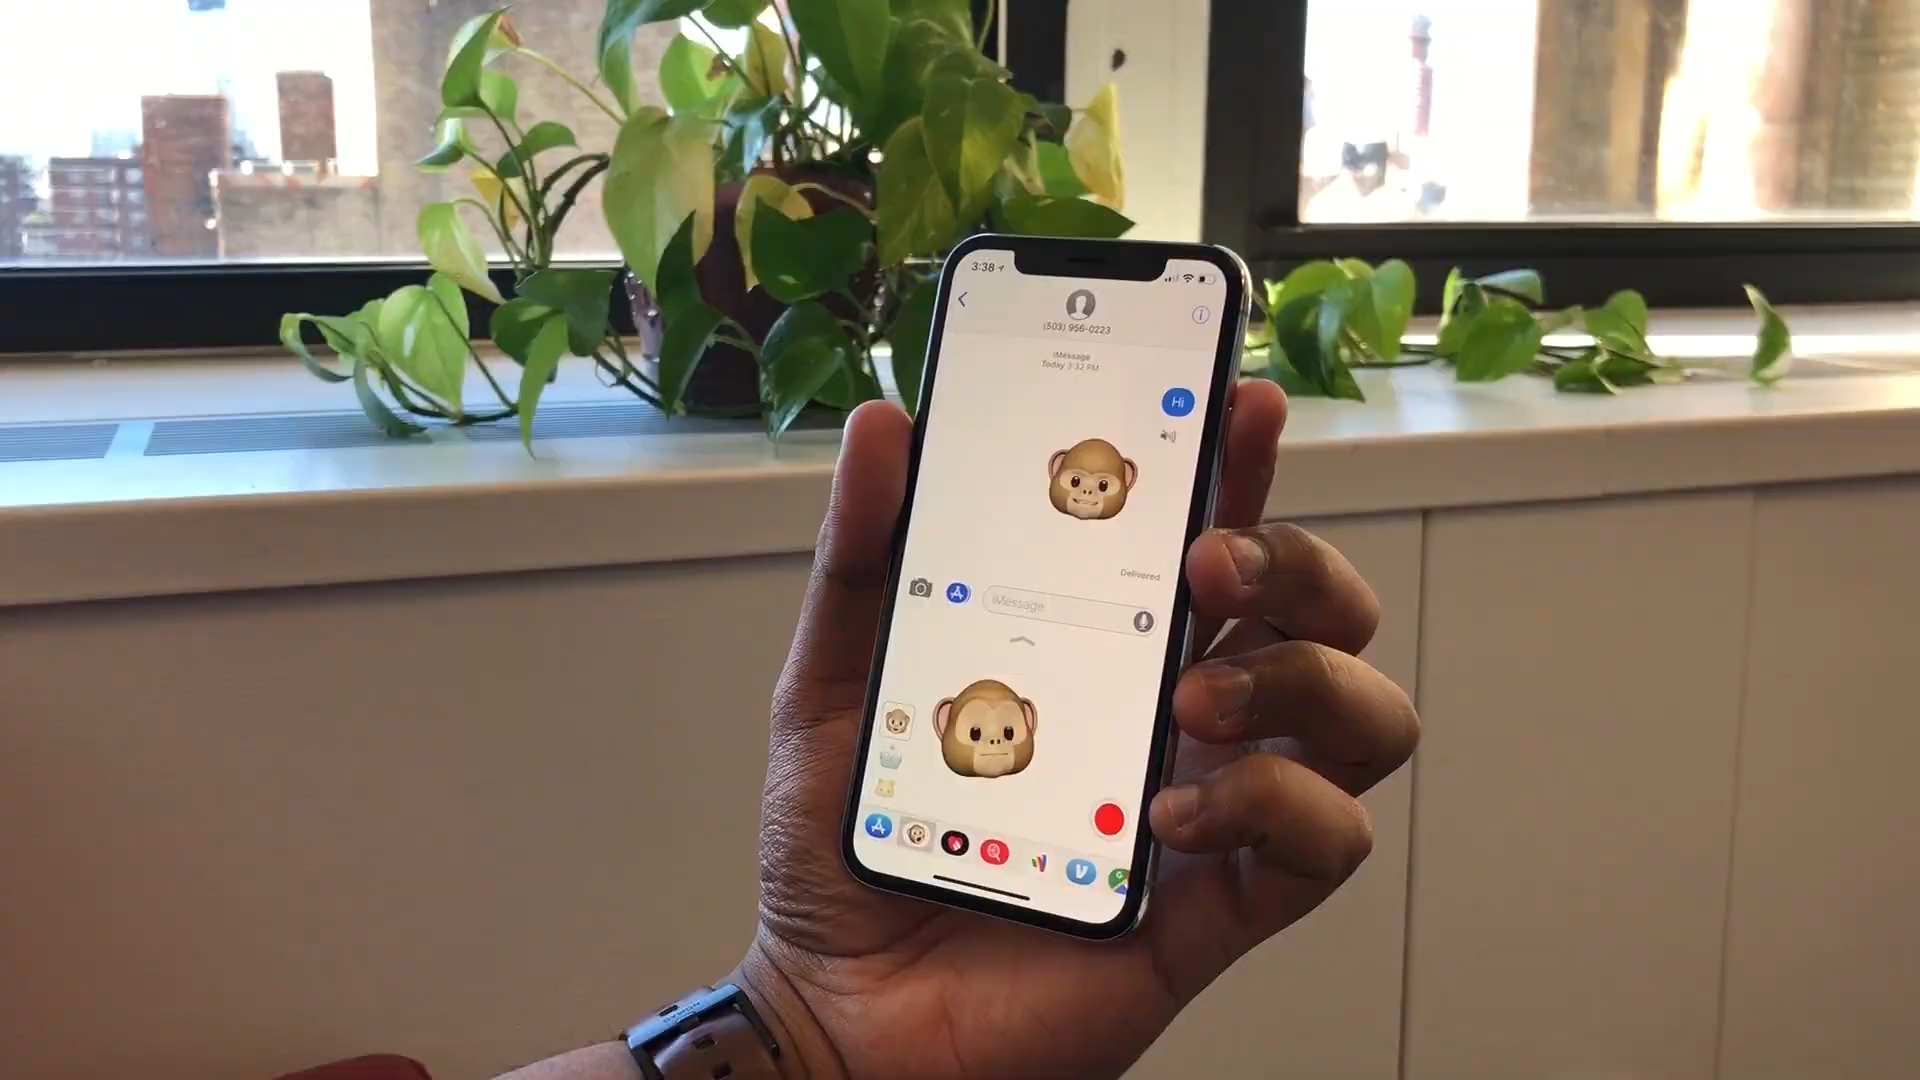 3:38
(503) 956-0223
iMessage
Today 3:32 PM
Hi
Delivered
iMessage